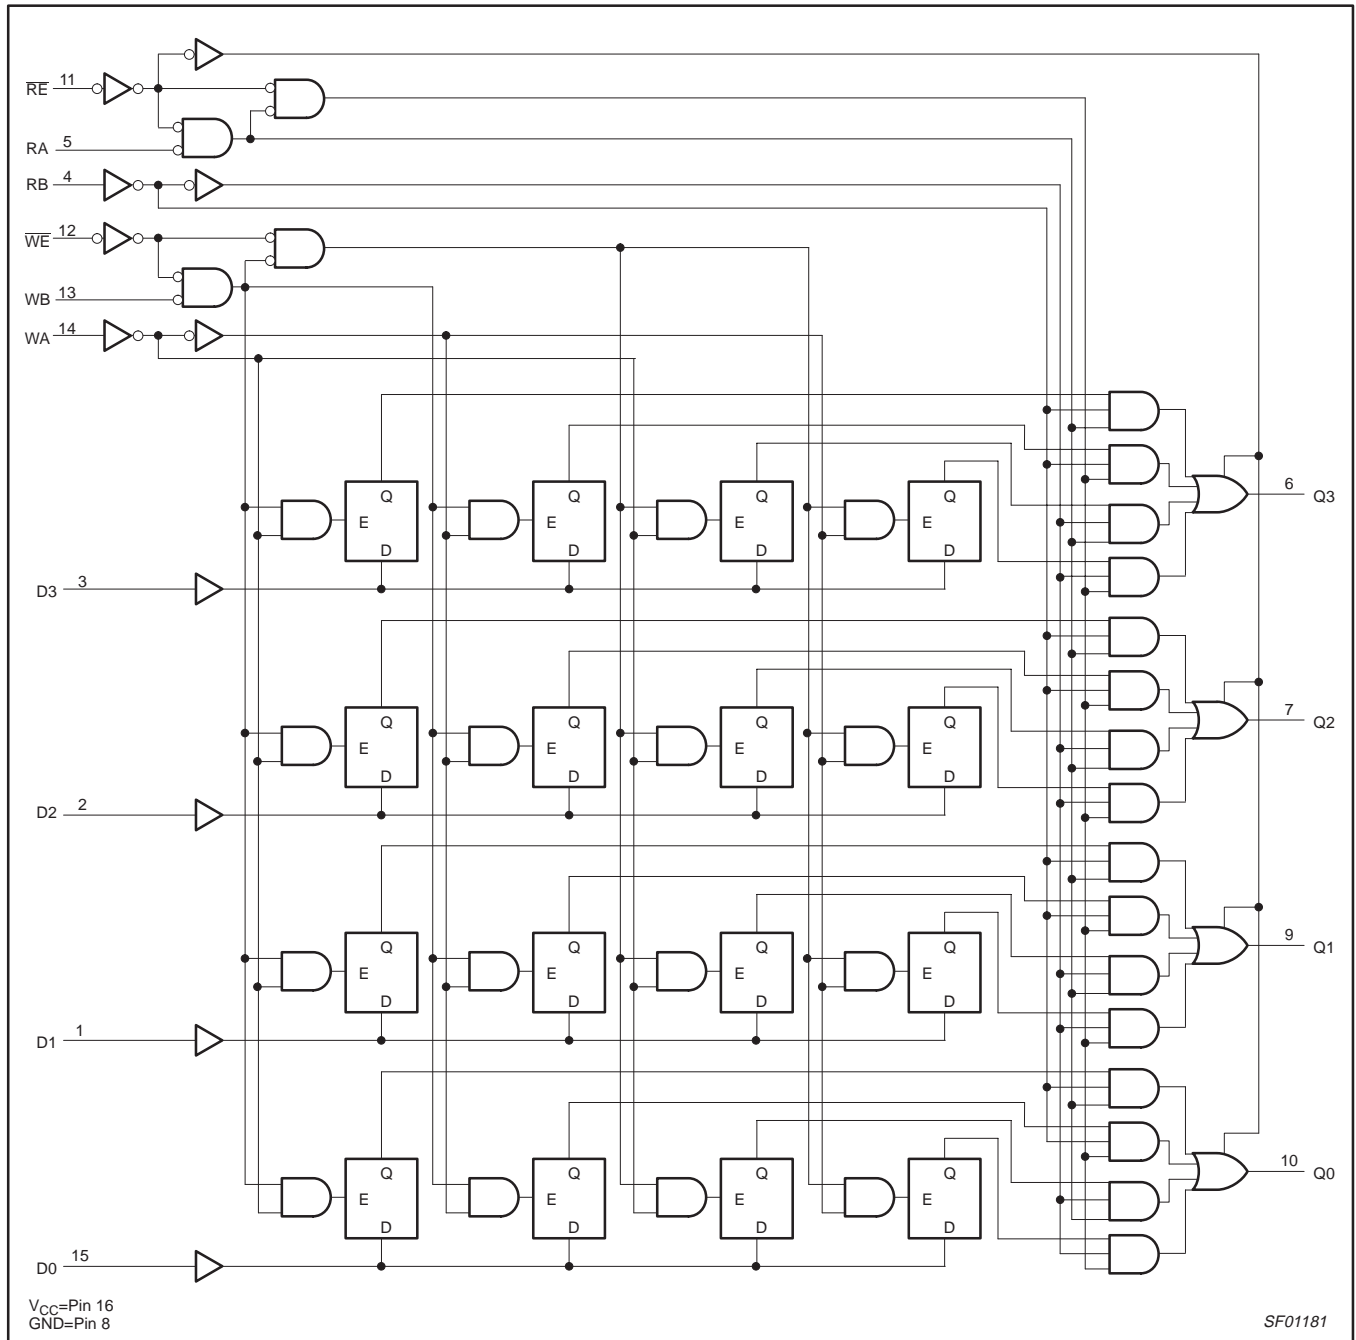 RE 11
RA 5
RB 4
WE 12
WB 13
WA 14
Q Q Q Q
6 Q3
E E E E
D D D D
D3 3
Q Q Q Q
7 Q2
E E E E
D D D D
D2 2
Q Q Q Q
9 Q1
E E E E
D D D D
D1 1
Q Q Q Q
10 Q0
E E E E
D D D D
D0 15
VCC=Pin 16
GND=Pin 8
SF01181